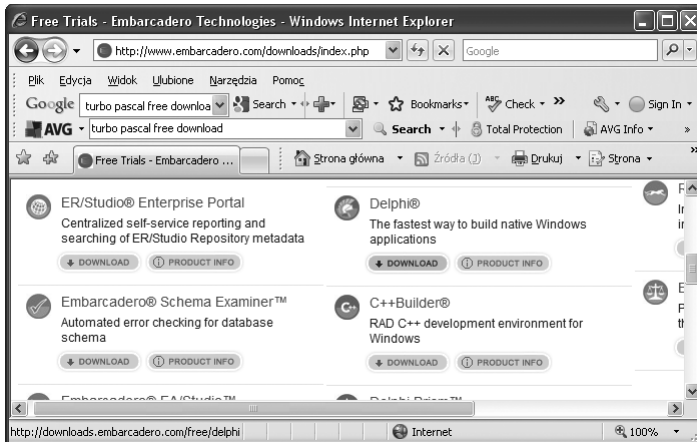 Free Trials - Embarcadero Technologies - Windows Internet Explorer
http://www.embarcadero.com/downloads/index.php
Google
Plik Edycja Widok Ulubione Narzędzia Pomoc
Google turbo pascal free downloa Search Bookmarks Check Sign In
AVG turbo pascal free download Search Total Protection AVG Info
Free Trials - Embarcadero ... Strona główna Źródła (J) Drukuj Strona
ER/Studio® Enterprise Portal
Centralized self-service reporting and
searching of ER/Studio Repository metadata
DOWNLOAD PRODUCT INFO
Delphi®
The fastest way to build native Windows
applications
DOWNLOAD PRODUCT INFO
Embarcadero® Schema Examiner™
Automated error checking for database
schema
DOWNLOAD PRODUCT INFO
C++
C++Builder®
RAD C++ development environment for
Windows
DOWNLOAD PRODUCT INFO
Embarcadero® EA/Studio™
Delphi Prism™
http://downloads.embarcadero.com/free/delphi Internet 100%